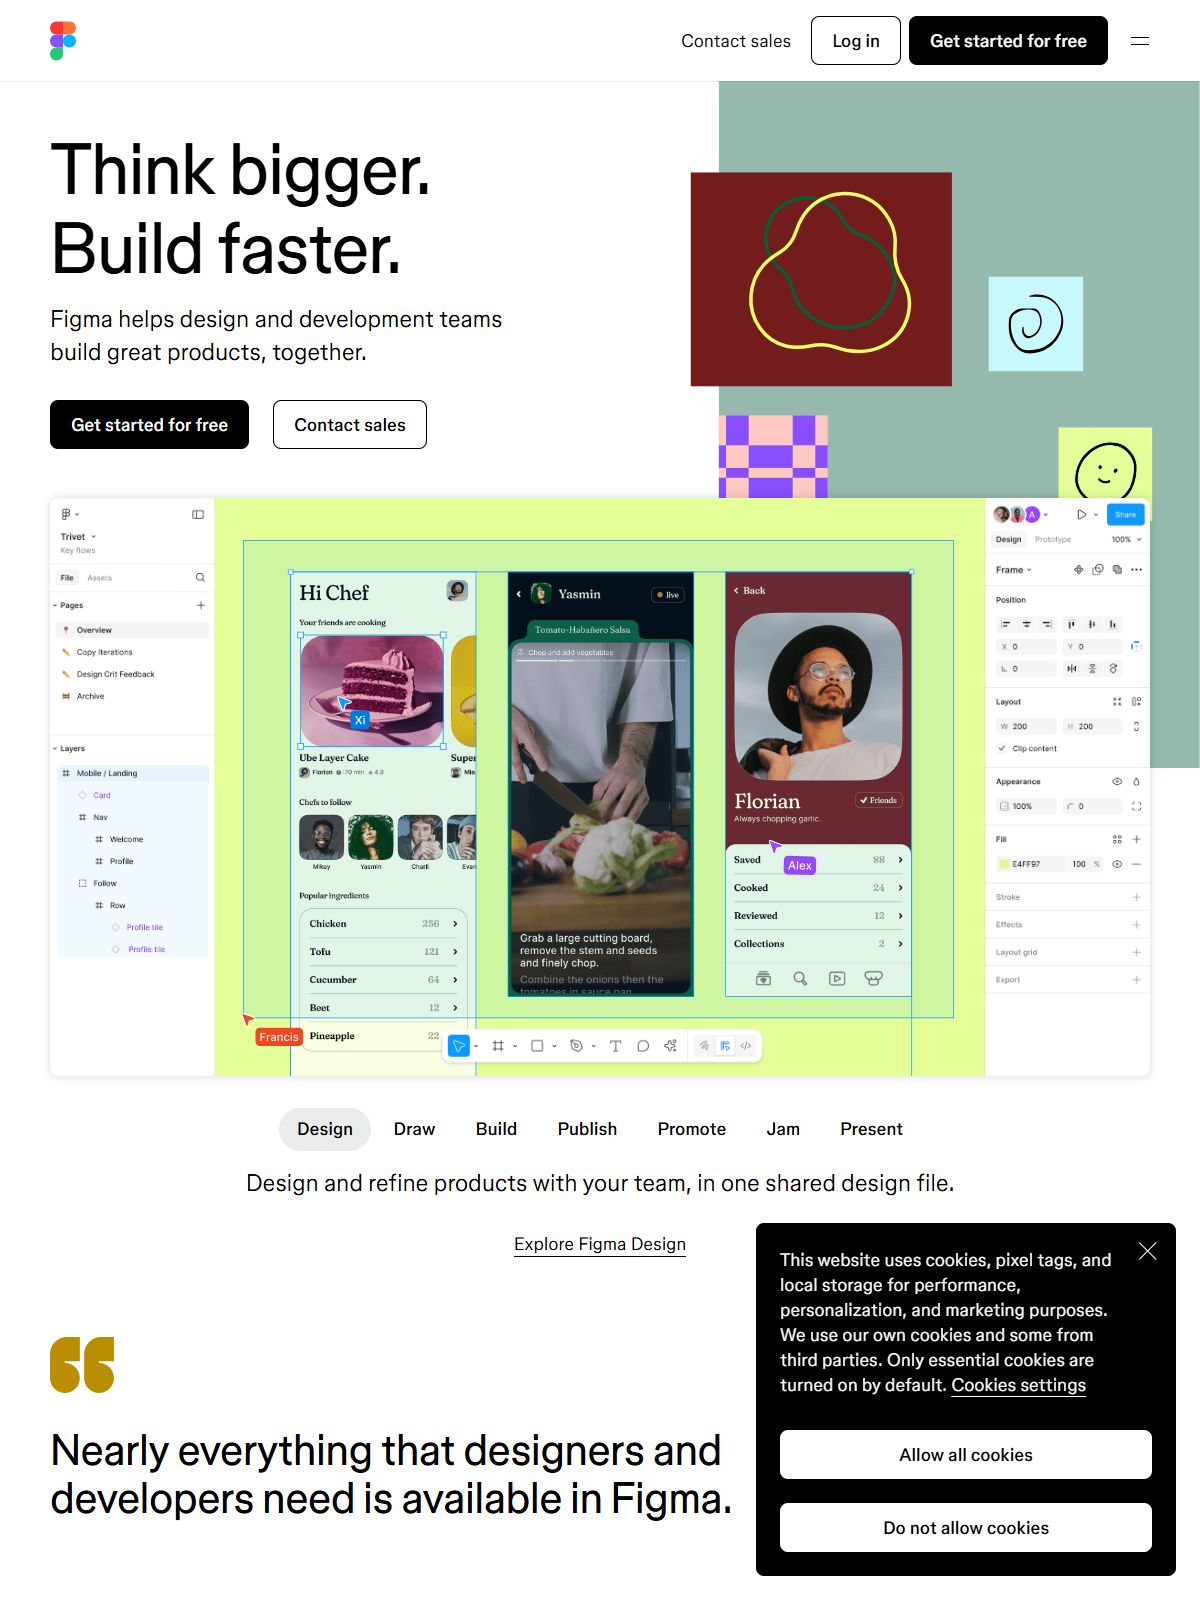 Contact sales
Log in
Get started for free
Think bigger.
Build faster.
Figma helps design and development teams
build great products, together.
Get started for free
Contact sales
Trivet
Key flows
File
Assets
Pages
Overview
Copy Iterations
Design Crit Feedback
Archive
Layers
Mobile / Landing
Card
Nav
Welcome
Profile
Follow
Row
Profile tile
Profile tile
Hi Chef
Your friends are cooking
Xi
Ube Layer Cake
Super
Florian
70 min
4.8
Mia
Chefs to follow
Mikey
Yasmin
Charli
Evan
Popular ingredients
Chicken 256
Tofu 121
Cucumber 64
Beet 12
Pineapple 22
Francis
Yasmin
live
Tomato-Habañero Salsa
2. Chop and add vegetables
Grab a large cutting board,
remove the stem and seeds
and finely chop.
Combine the onions then the
tomatoes in sauce pan
Back
Florian
Friends
Always chopping garlic.
Alex
Saved 88
Cooked 24
Reviewed 12
Collections 2
A
Share
Design
Prototype
100%
Frame
Position
X 0
Y 0
0
Layout
W 200
H 200
Clip content
Appearance
100%
0
Fill
E4FF97 100 %
Stroke
Effects
Layout grid
Export
Design
Draw
Build
Publish
Promote
Jam
Present
Design and refine products with your team, in one shared design file.
Explore Figma Design
Nearly everything that designers and
developers need is available in Figma.
This website uses cookies, pixel tags, and
local storage for performance,
personalization, and marketing purposes.
We use our own cookies and some from
third parties. Only essential cookies are
turned on by default. Cookies settings
Allow all cookies
Do not allow cookies